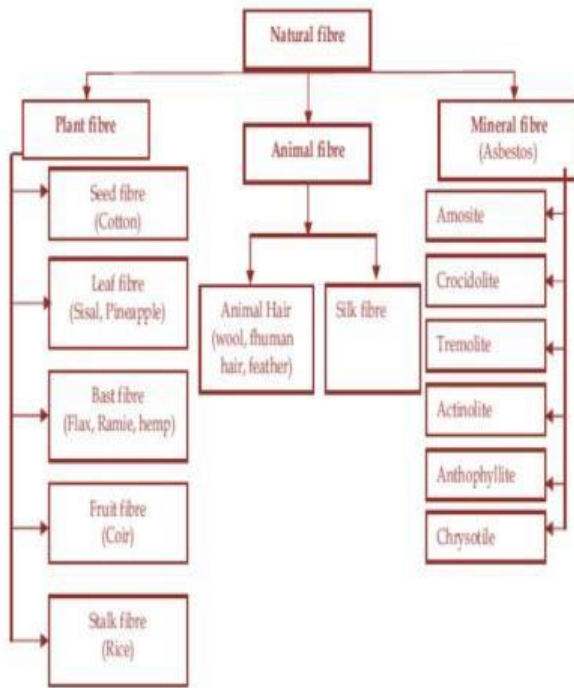 Natural fibre
Plant fibre
Animal fibre
Mineral fibre
(Asbestos)
Seed fibre
(Cotton)
Leaf fibre
(Sisal, Pineapple)
Bast fibre
(Flax, Ramie, hemp)
Fruit fibre
(Coir)
Stalk fibre
(Rice)
Animal Hair
(wool, fhuman
hair, feather)
Silk fibre
Amosite
Crocidolite
Tremolite
Actinolite
Anthophyllite
Chrysotile